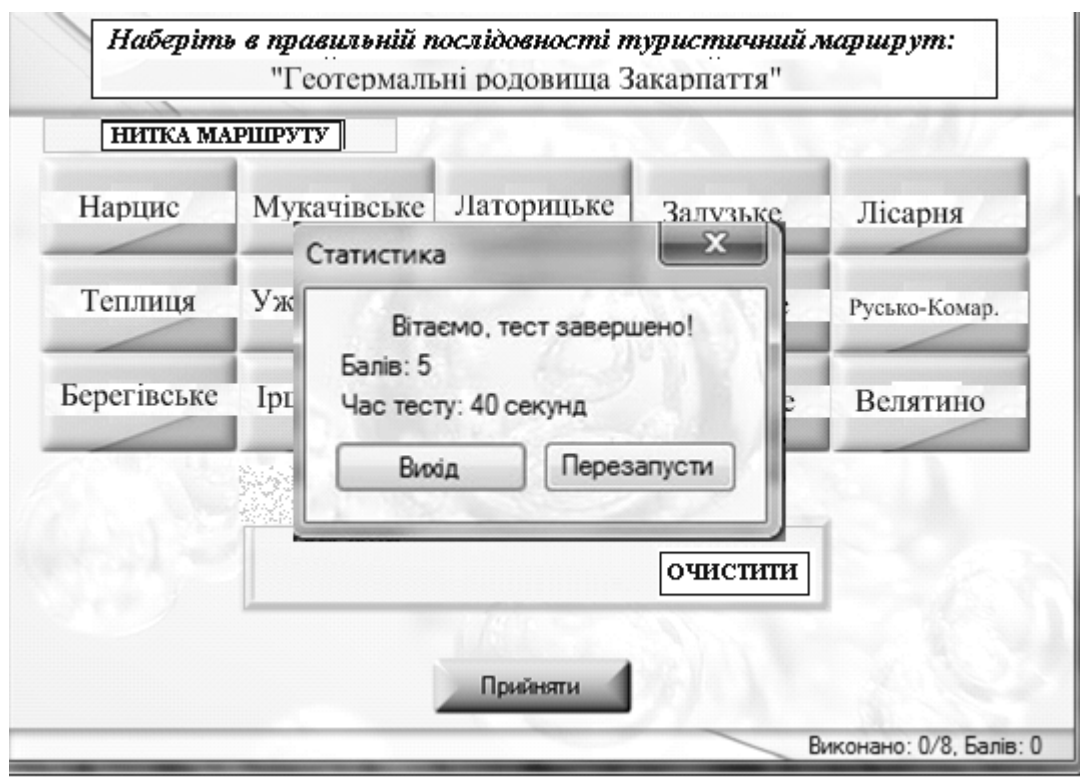 Наберіть в правильній послідовності туристичний маршрут:
"Геотермальні родовища Закарпаття"
НИТКА МАРШРУТУ
Нарцис
Мукачівське
Латорицьке
Залузьке
Лісарня
Статистика
Теплиця
Уж
Русько-Комар.
Вітаємо, тест завершено!
Балів: 5
Берегівське
Час тесту: 40 секунд
Велятино
Вихід
Перезапусти
ОЧИСТИТИ
Прийняти
Виконано: 0/8, Балів: 0